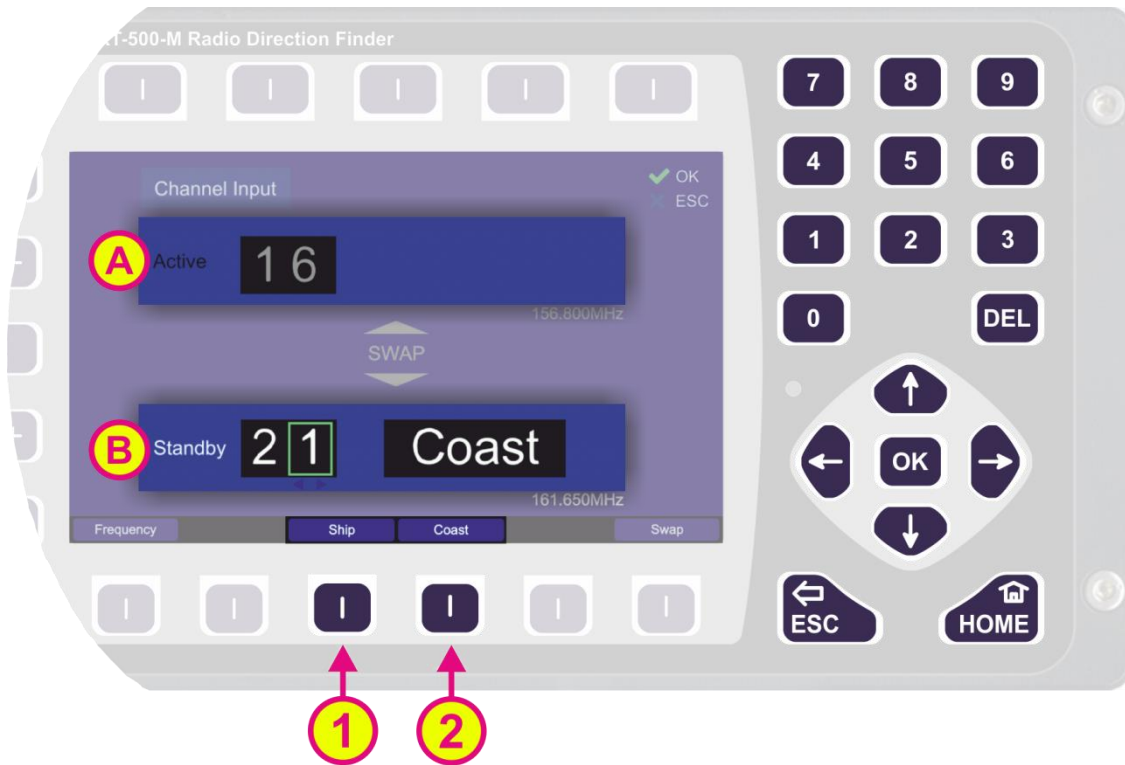 RT-500-M Radio Direction Finder
7 8 9
Channel Input
OK
ESC
4 5 6
A Active 16
1 2 3
156.800MHz
0 DEL
SWAP
B Standby 21 Coast
OK
161.650MHz
Frequency Ship Coast Swap
ESC HOME
1 2